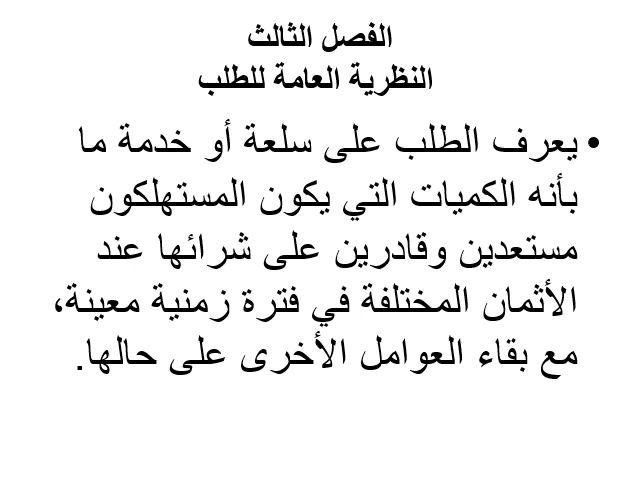 الفصل الثالث
النظرية العامة للطلب
• يعرف الطلب على سلعة أو خدمة ما
بأنه الكميات التي يكون المستهلكون
مستعدين وقادرين على شرائها عند
الأثمان المختلفة في فترة زمنية معينة،
مع بقاء العوامل الأخرى على حالها.